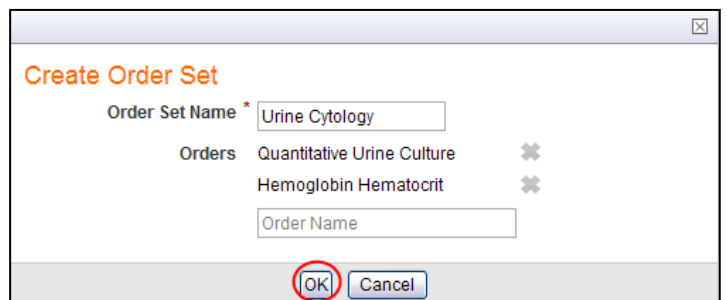 Create Order Set
Order Set Name * Urine Cytology
Orders Quantitative Urine Culture
Hemoglobin Hematocrit
Order Name
OK Cancel